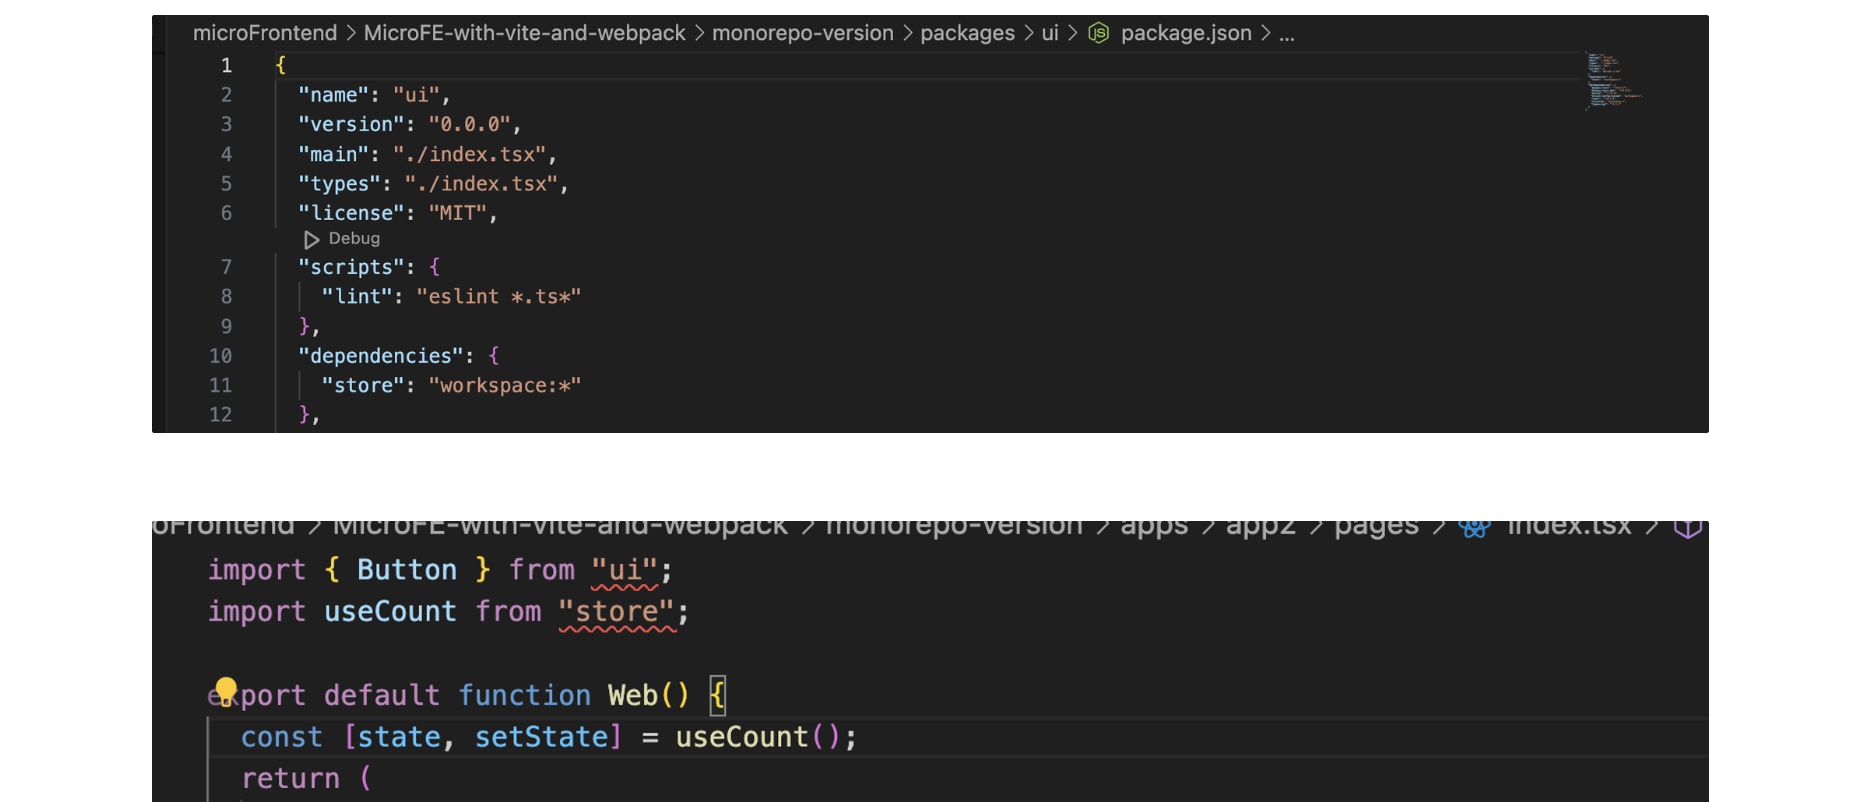 microFrontend > MicroFE-with-vite-and-webpack > monorepo-version > packages > ui > package.json > ...
1 {
2 "name": "ui",
3 "version": "0.0.0",
4 "main": "./index.tsx",
5 "types": "./index.tsx",
6 "license": "MIT",
Debug
7 "scripts": {
8 "lint": "eslint *.ts*"
9 },
10 "dependencies": {
11 "store": "workspace:*"
12 },
oFrontend > MicroFE-with-vite-and-webpack > monorepo-version > apps > app2 > pages > index.tsx >
import { Button } from "ui";
import useCount from "store";
export default function Web() {
const [state, setState] = useCount();
return (